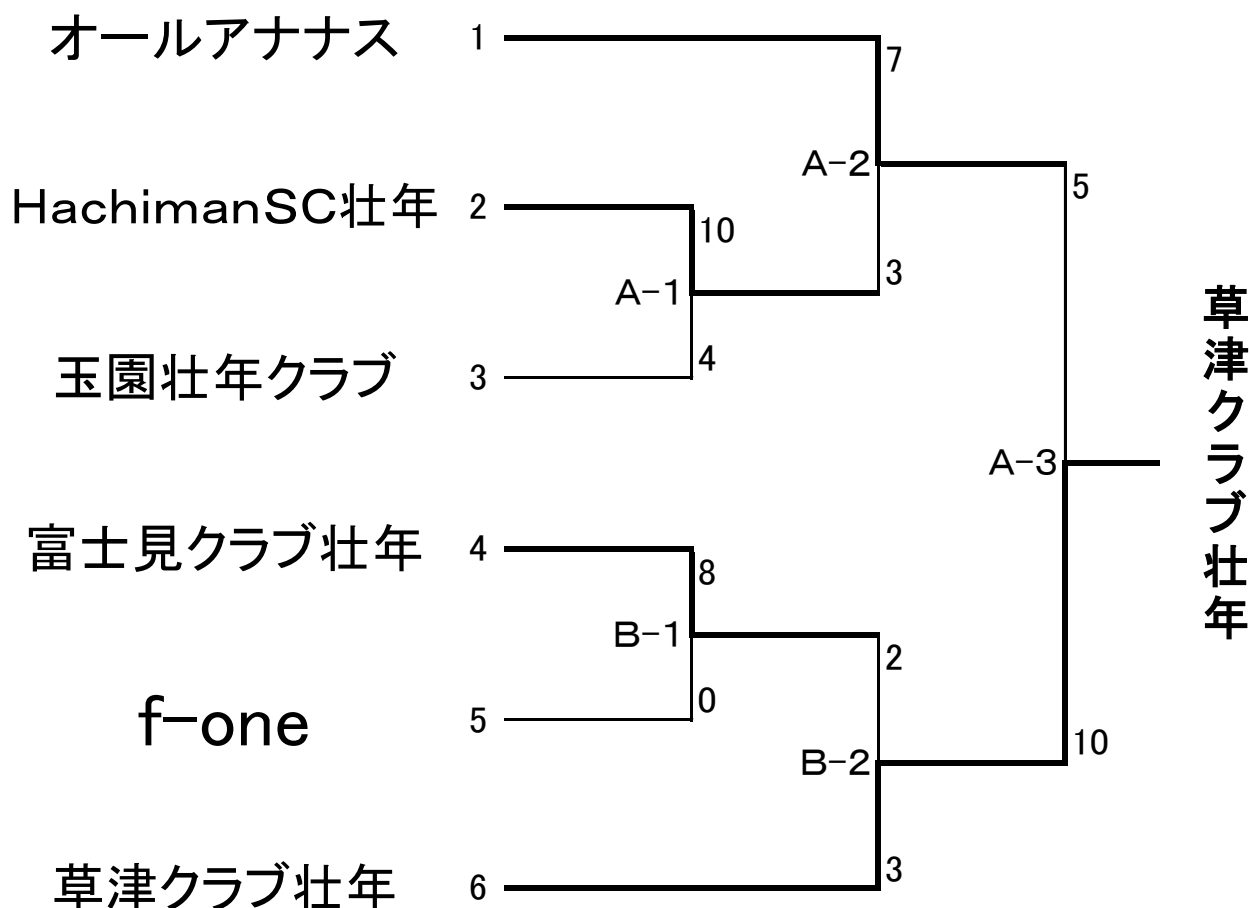 オールアナナス 1
7
A-2
5
HachimanSC壮年 2
10
A-1
3
玉園壮年クラブ 3
4
草津クラブ壮年
A-3
富士見クラブ壮年 4
8
B-1
2
f-one 5
0
B-2
10
草津クラブ壮年 6
3